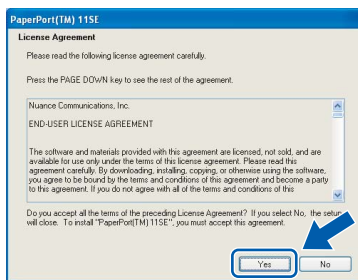 PaperPort(TM) 11SE
License Agreement
Please read the following license agreement carefully.
Press the PAGE DOWN key to see the rest of the agreement.
Nuance Communications, Inc.
END-USER LICENSE AGREEMENT
The software and materials provided with this agreement are licensed, not sold, and are
available for use only under the terms of this license agreement. Please read this
agreement carefully. By downloading, installing, copying, or otherwise using the software,
you agree to be bound by the terms and conditions of this agreement and become a party
to this agreement. If you do not agree with all of the terms and conditions of this
Do you accept all the terms of the preceding License Agreement? If you select No, the setup
will close. To install "PaperPort(TM) 11SE", you must accept this agreement.
Yes
No